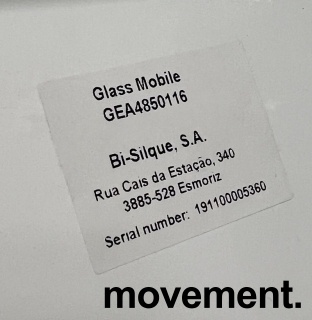 Glass Mobile
GEA4850116
Bi-Silque, S.A.
Rua Cais da Estação, 340
3885-528 Esmoriz
Serial number: 191100005360
movement.